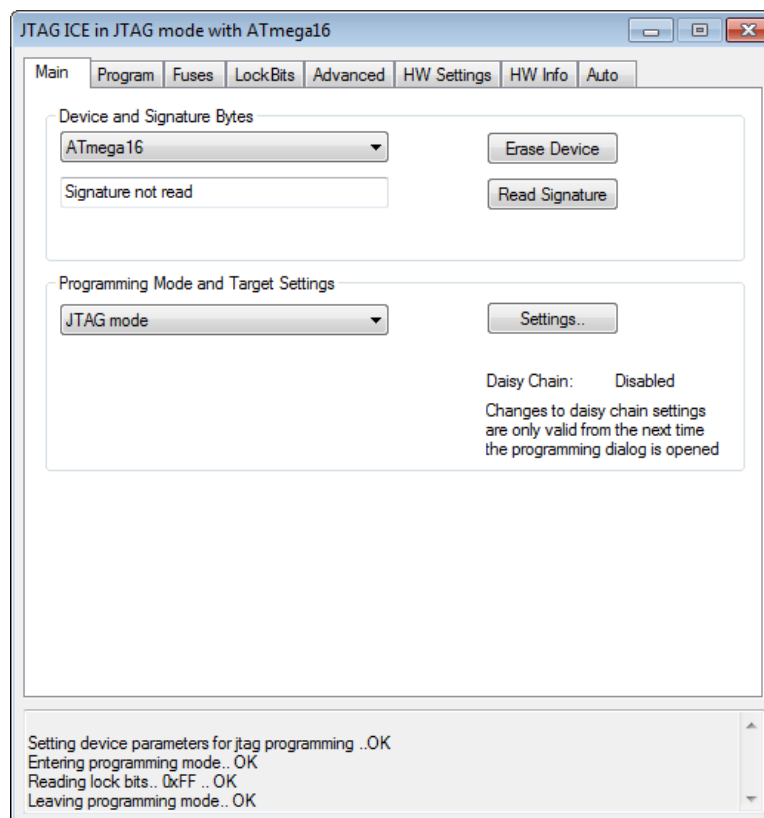 JTAG ICE in JTAG mode with ATmega16
Main Program Fuses LockBits Advanced HW Settings HW Info Auto
Device and Signature Bytes
ATmega16 Erase Device
Signature not read Read Signature
Programming Mode and Target Settings
JTAG mode Settings..
Daisy Chain: Disabled
Changes to daisy chain settings
are only valid from the next time
the programming dialog is opened
Setting device parameters for jtag programming ..OK
Entering programming mode.. OK
Reading lock bits.. 0xFF .. OK
Leaving programming mode.. OK